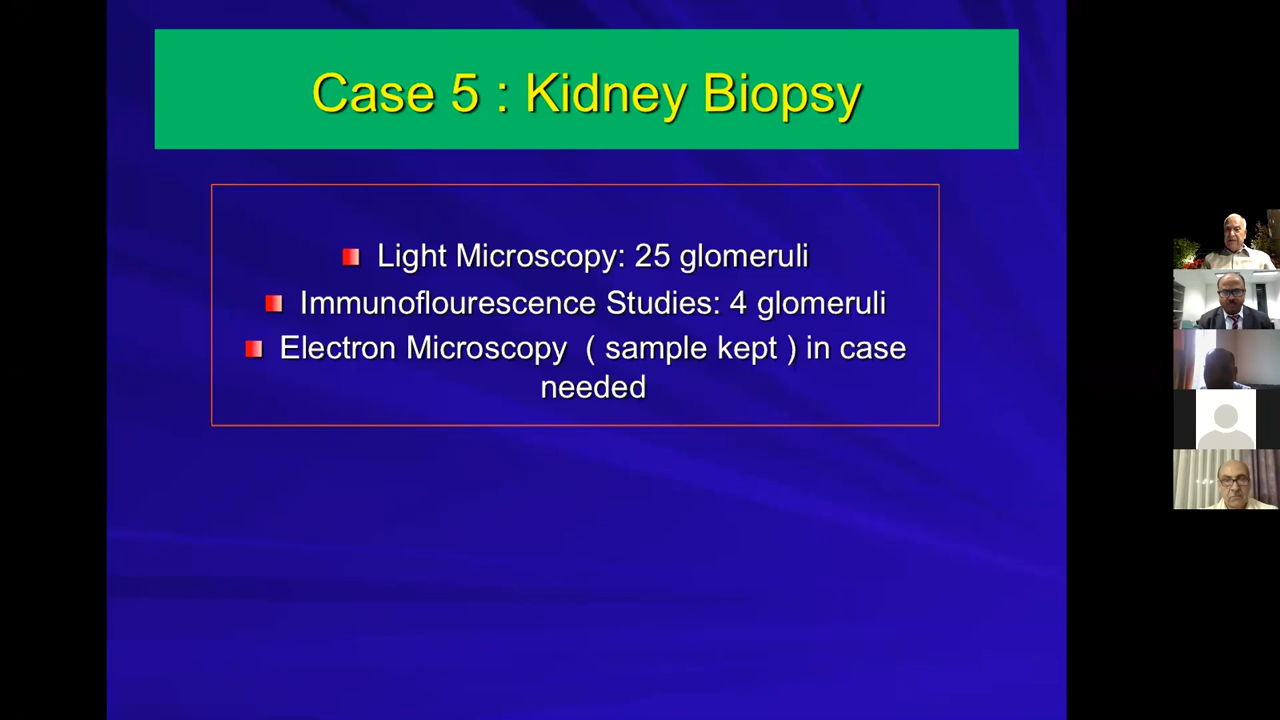 Case 5 : Kidney Biopsy
Light Microscopy: 25 glomeruli
Immunoflourescence Studies: 4 glomeruli
Electron Microscopy ( sample kept ) in case
needed